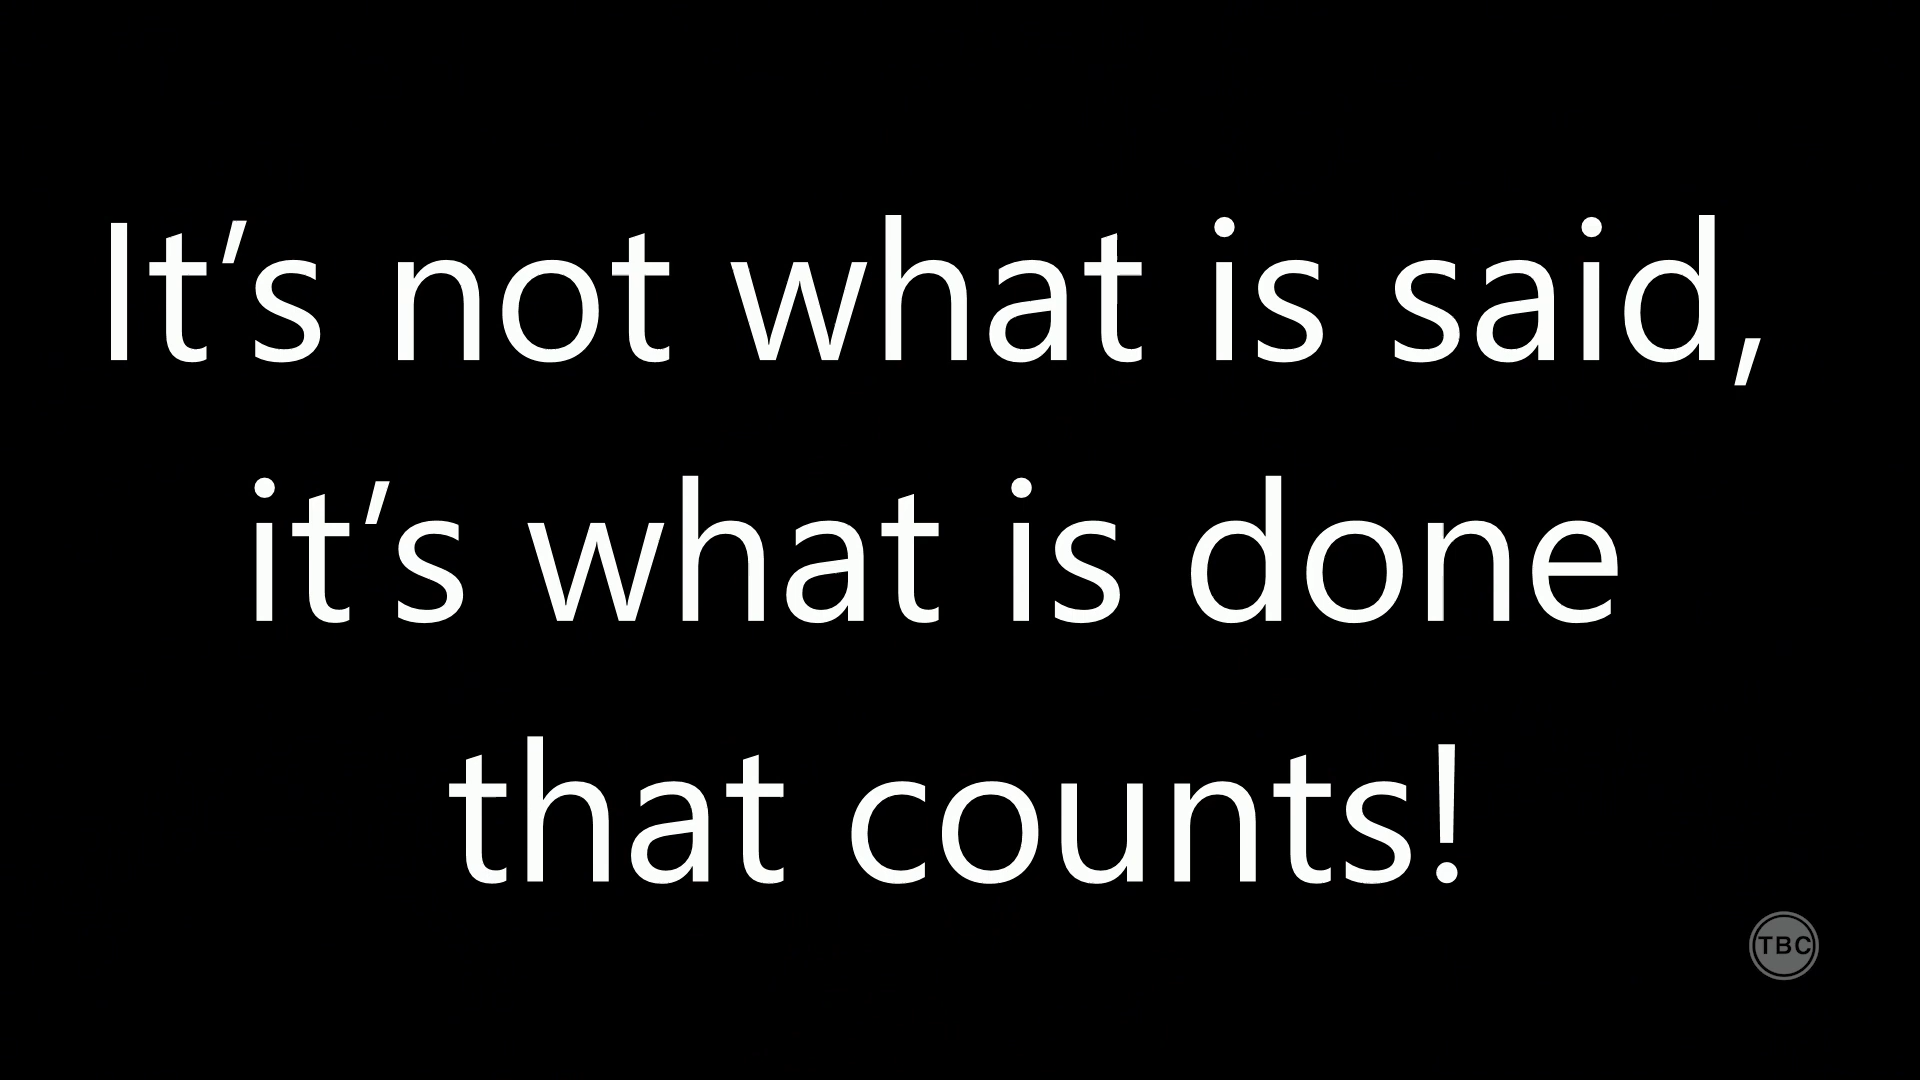 It’s not what is said,
it’s what is done
that counts!
TBC